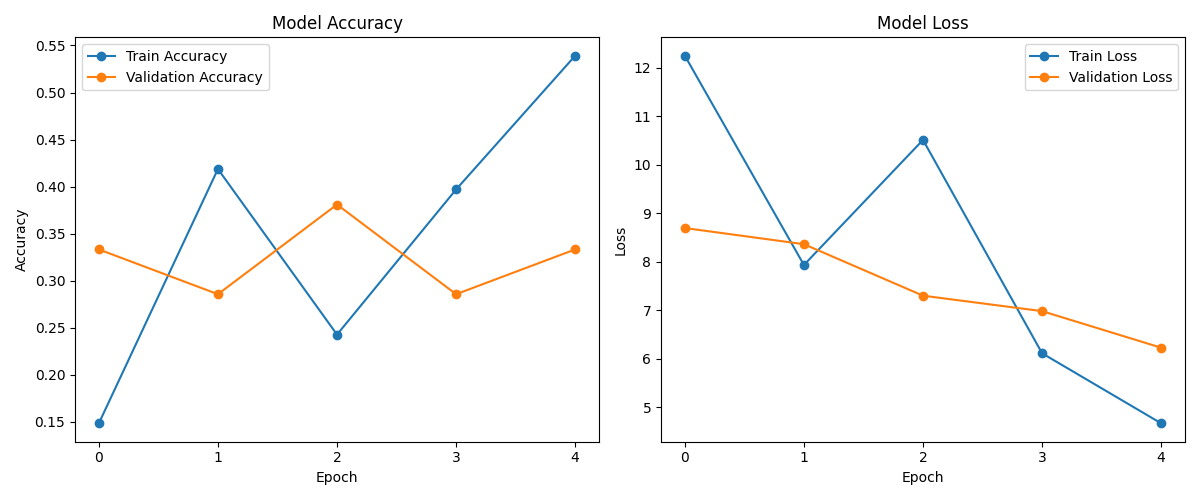 Model Accuracy
Train Accuracy
Validation Accuracy
0.55
0.50
0.45
0.40
0.35
0.30
0.25
0.20
0.15
Accuracy
0 1 2 3 4
Epoch
Model Loss
Train Loss
Validation Loss
12
11
10
9
8
7
6
5
Loss
0 1 2 3 4
Epoch